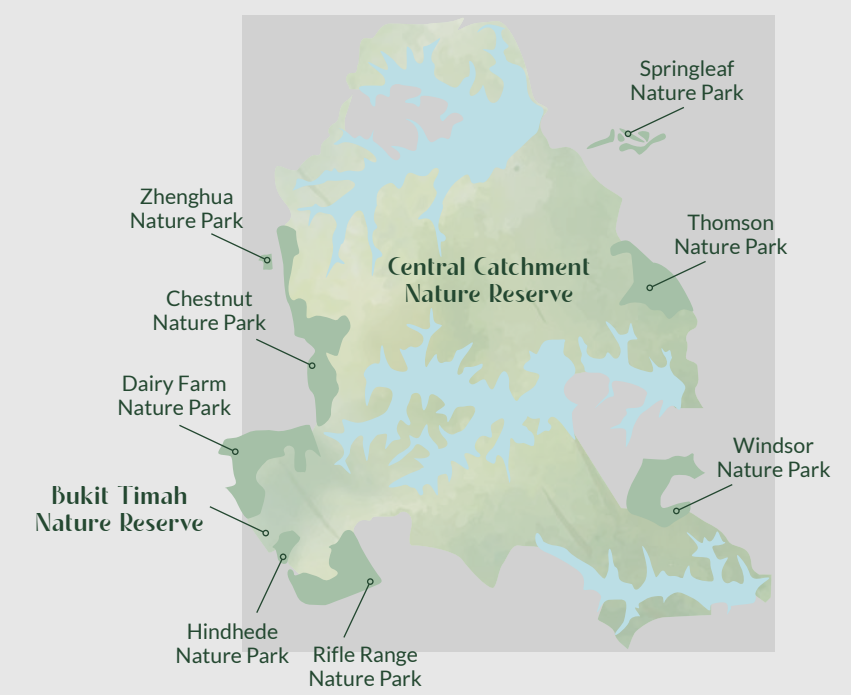 Springleaf
Nature Park
Zhenghua
Nature Park
Thomson
Nature Park
Central Catchment
Nature Reserve
Chestnut
Nature Park
Dairy Farm
Nature Park
Windsor
Nature Park
Bukit Timah
Nature Reserve
Hindhede
Nature Park
Rifle Range
Nature Park